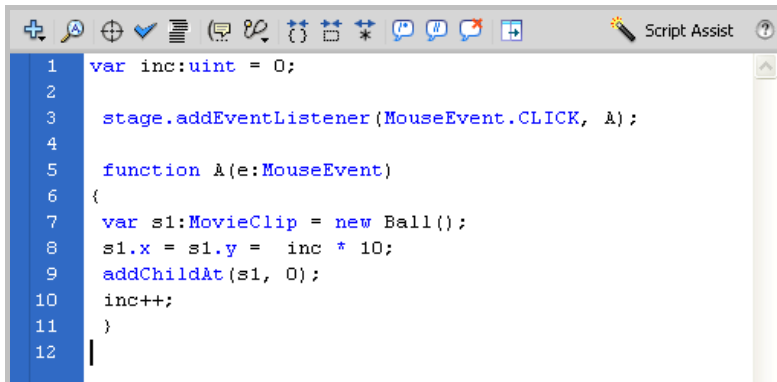 Script Assist
1 var inc:uint = 0;
2
3 stage.addEventListener(MouseEvent.CLICK, A);
4
5 function A(e:MouseEvent)
6 {
7 var s1:MovieClip = new Ball();
8 s1.x = s1.y =  inc * 10;
9 addChildAt(s1, 0);
10 inc++;
11 }
12